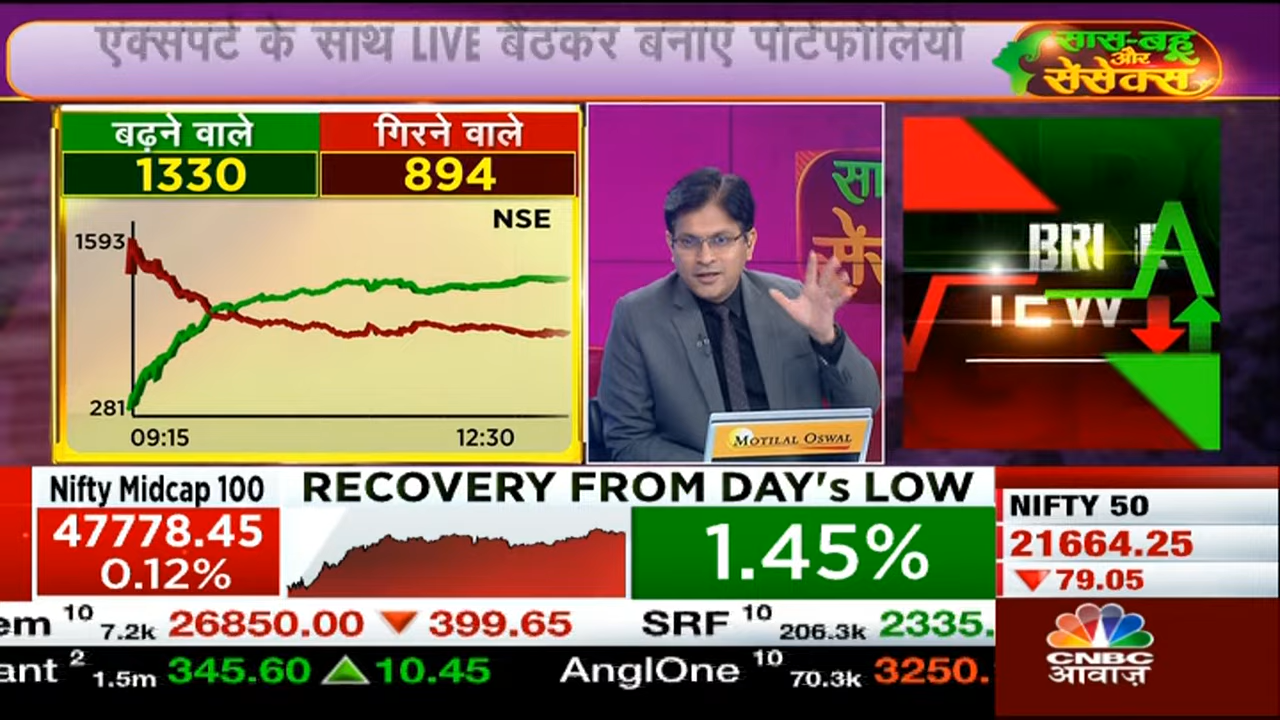 एक्सपर्ट के साथ LIVE बैठकर बनाएं पोर्टफोलियो
सास-बहू
और
सेंसेक्स
बढ़ने वाले
गिरने वाले
1330
894
NSE
1593
281
09:15
12:30
सा
सेंस
MOTILAL OSWAL
Nifty Midcap 100
47778.45
0.12%
RECOVERY FROM DAY's LOW
1.45%
NIFTY 50
21664.25
79.05
em 10 7.2k 26850.00 399.65 SRF 10 206.3k 2335.
ant 2 1.5m 345.60 10.45 AnglOne 10 70.3k 3250.
CNBC
आवाज़